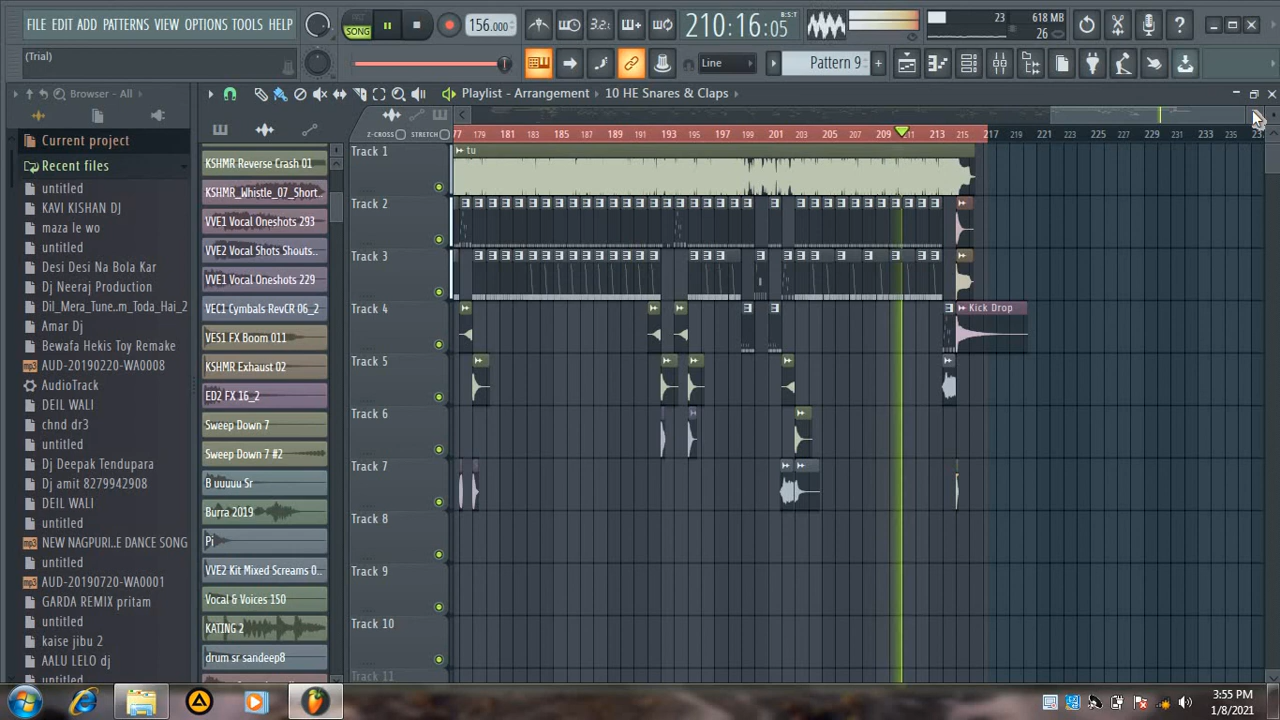 FILE EDIT ADD PATTERNS VIEW OPTIONS TOOLS HELP
SONG
156.000
3.2:
210:16:05
B:S:T
23
618 MB
26
(Trial)
Line
Pattern 9
Browser - All
Playlist - Arrangement
10 HE Snares & Claps
Current project
Recent files
untitled
KAVI KISHAN DJ
maza le wo
untitled
Desi Desi Na Bola Kar
Dj Neeraj Production
Dil_Mera_Tune..m_Toda_Hai_2
Amar Dj
Bewafa Hekis Toy Remake
AUD-20190220-WA0008
AudioTrack
DEIL WALI
chnd dr3
untitled
Dj Deepak Tendupara
Dj amit 8279942908
DEIL WALI
untitled
NEW NAGPURI..E DANCE SONG
untitled
AUD-20190720-WA0001
GARDA REMIX pritam
untitled
kaise jibu 2
AALU LELO dj
untitled
KSHMR Reverse Crash 01
KSHMR_Whistle_07_Short..
VVE1 Vocal Oneshots 293
VVE2 Vocal Shots Shouts..
VVE1 Vocal Oneshots 229
VEC1 Cymbals RevCR 06_2
VES1 FX Boom 011
KSHMR Exhaust 02
ED2 FX 16_2
Sweep Down 7
Sweep Down 7 #2
B uuuuu Sr
Burra 2019
Pj
VVE2 Kit Mixed Screams 0..
Vocal & Voices 150
KATING 2
drum sr sandeep8
Z-CROSS STRETCH
77 179 181 183 185 187 189 191 193 195 197 199 201 203 205 207 209 211 213 215 217 219 221 223 225 227 229 231 233 235
Track 1
tu
Track 2
Track 3
Track 4
Kick Drop
Track 5
Track 6
Track 7
Track 8
Track 9
Track 10
Track 11
3:55 PM
1/8/2021